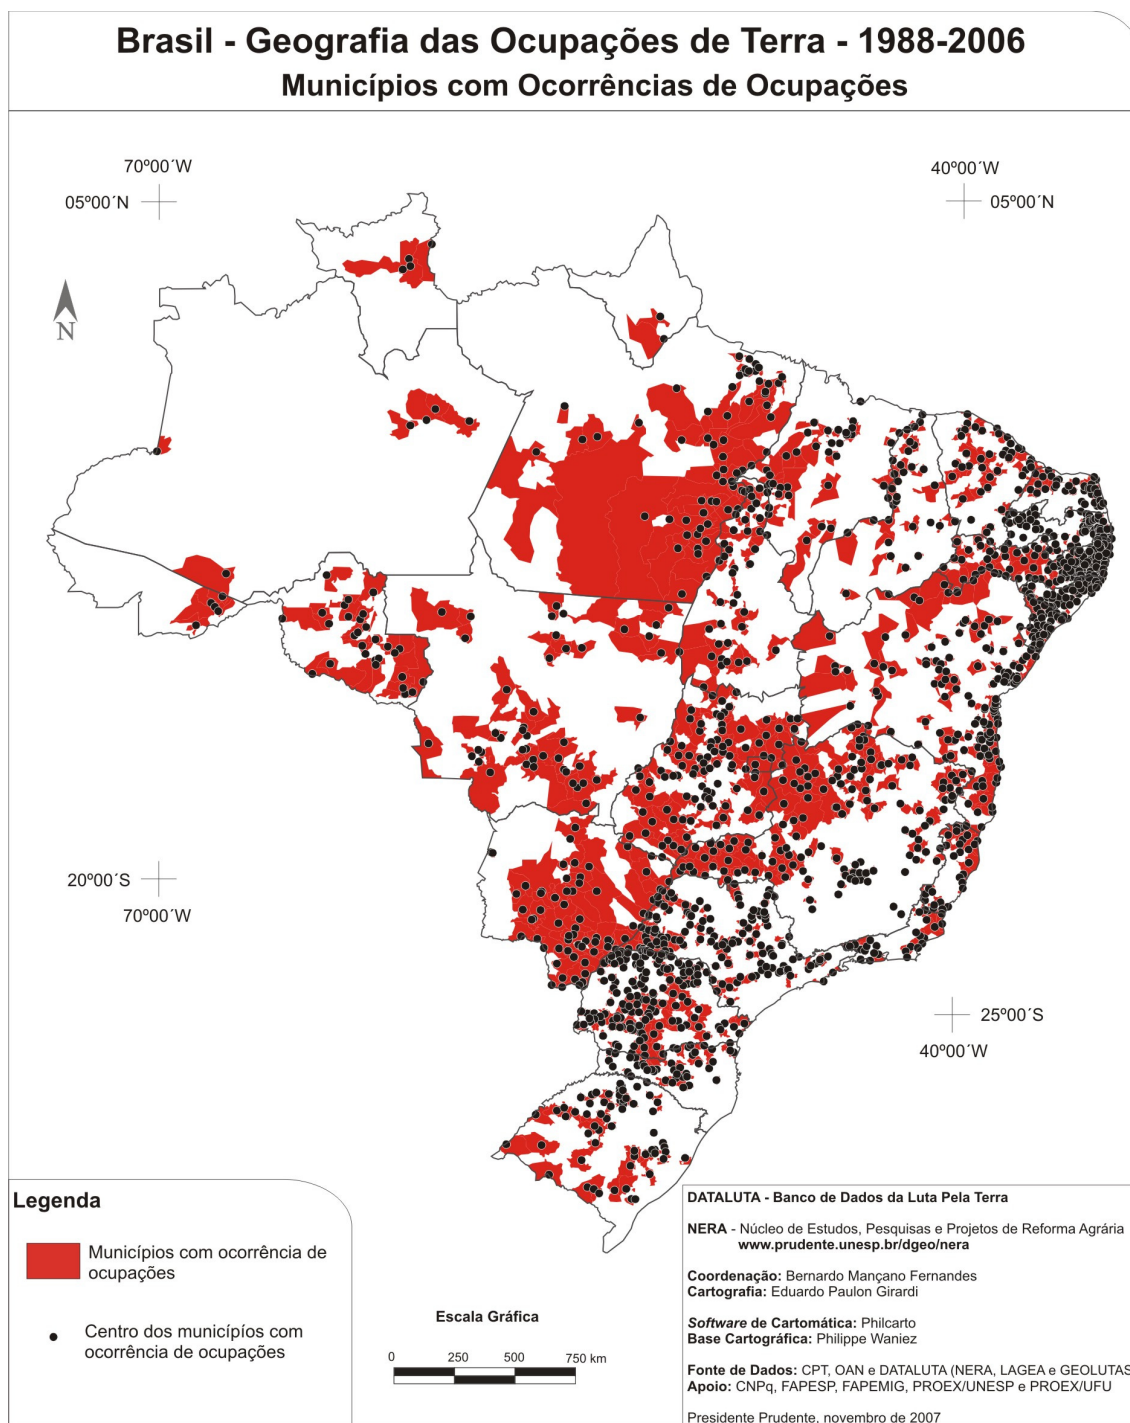 Brasil - Geografia das Ocupações de Terra - 1988-2006
Municípios com Ocorrências de Ocupações
70º00´W
05º00´N
40º00´W
05º00´N
N
20º00´S
70º00´W
25º00´S
40º00´W
Legenda
Municípios com ocorrência de
ocupações
Centro dos municípíos com
ocorrência de ocupações
Escala Gráfica
0 250 500 750 km
DATALUTA - Banco de Dados da Luta Pela Terra
NERA - Núcleo de Estudos, Pesquisas e Projetos de Reforma Agrária
www.prudente.unesp.br/dgeo/nera
Coordenação: Bernardo Mançano Fernandes
Cartografia: Eduardo Paulon Girardi
Software de Cartomática: Philcarto
Base Cartográfica: Philippe Waniez
Fonte de Dados: CPT, OAN e DATALUTA (NERA, LAGEA e GEOLUTAS
Apoio: CNPq, FAPESP, FAPEMIG, PROEX/UNESP e PROEX/UFU
Presidente Prudente, novembro de 2007